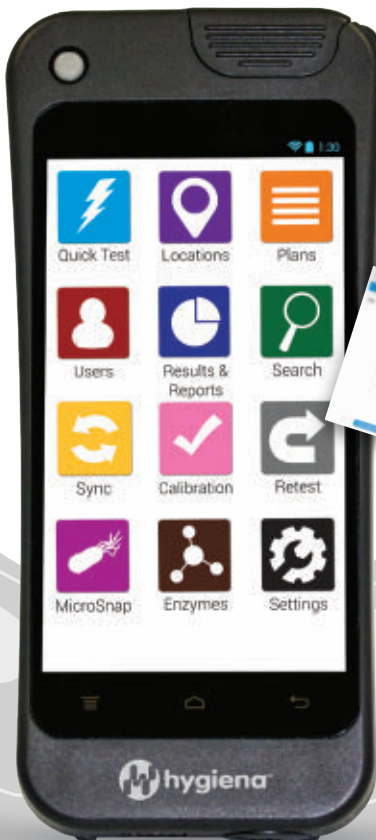 1:30
Quick Test
Locations
Plans
Users
Results &
Reports
Search
Sync
Calibration
Retest
MicroSnap
Enzymes
Settings
hygiena